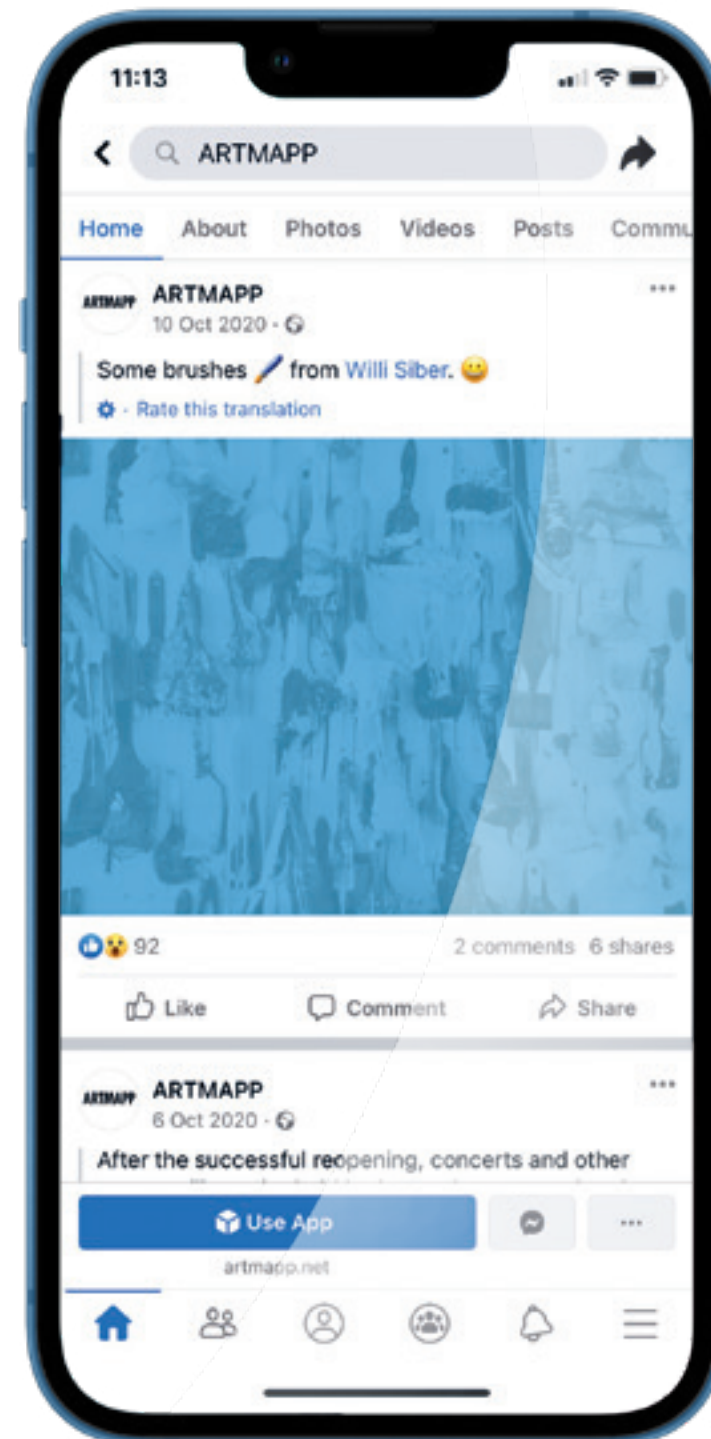 11:13
ARTMAPP
Home About Photos Videos Posts Commu
ARTMAPP ARTMAPP
10 Oct 2020 ·
Some brushes 🖌️ from Willi Siber. 😀
· Rate this translation
92 2 comments 6 shares
Like Comment Share
ARTMAPP ARTMAPP
6 Oct 2020 ·
After the successful reopening, concerts and other
Use App
artmapp.net